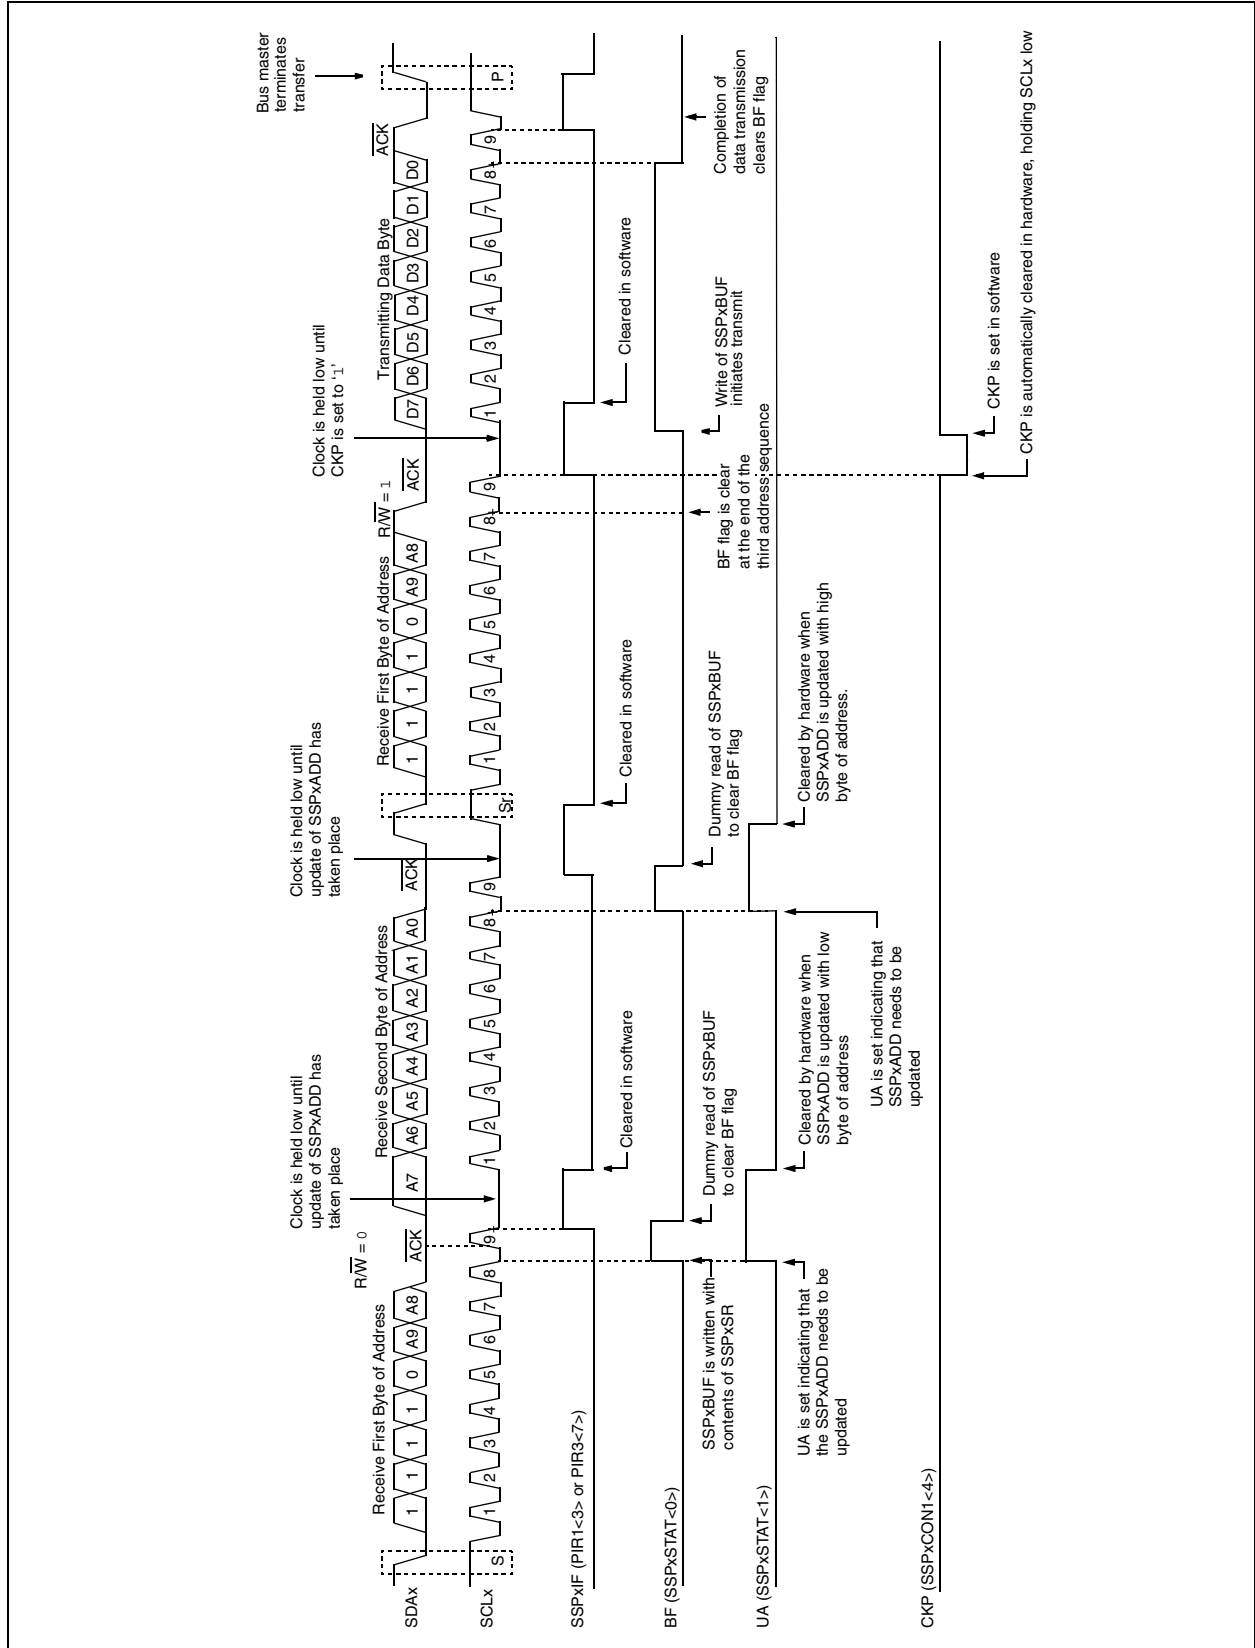 Receive First Byte of Address
R/W = 0
Clock is held low until
update of SSPxADD has
taken place
Receive Second Byte of Address
Clock is held low until
update of SSPxADD has
taken place
Receive First Byte of Address
R/W = 1
Clock is held low until
CKP is set to ‘1’
Transmitting Data Byte
Bus master
terminates
transfer
SDAx
1 1 1 1 0 A9 A8 ACK A7 A6 A5 A4 A3 A2 A1 A0 ACK 1 1 1 1 0 A9 A8 ACK D7 D6 D5 D4 D3 D2 D1 D0 ACK
SCLx
S 1 2 3 4 5 6 7 8 9 1 2 3 4 5 6 7 8 9 Sr 1 2 3 4 5 6 7 8 9 1 2 3 4 5 6 7 8 9 P
SSPxIF (PIR1<3> or PIR3<7>)
Cleared in software
Cleared in software
Cleared in software
BF (SSPxSTAT<0>)
SSPxBUF is written with
contents of SSPxSR
Dummy read of SSPxBUF
to clear BF flag
Dummy read of SSPxBUF
to clear BF flag
BF flag is clear
at the end of the
third address sequence
Write of SSPxBUF
initiates transmit
Completion of
data transmission
clears BF flag
UA (SSPxSTAT<1>)
UA is set indicating that
the SSPxADD needs to be
updated
Cleared by hardware when
SSPxADD is updated with low
byte of address
UA is set indicating that
SSPxADD needs to be
updated
Cleared by hardware when
SSPxADD is updated with high
byte of address.
CKP (SSPxCON1<4>)
CKP is set in software
CKP is automatically cleared in hardware, holding SCLx low